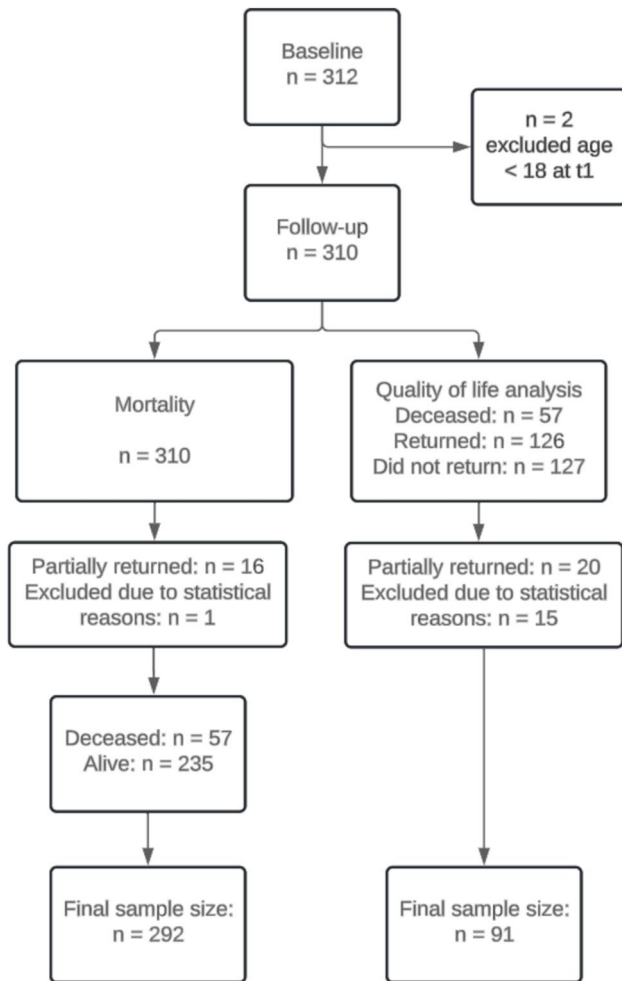 Baseline
n = 312
n = 2
excluded age
< 18 at t1
Follow-up
n = 310
Mortality
n = 310
Quality of life analysis
Deceased: n = 57
Returned: n = 126
Did not return: n = 127
Partially returned: n = 16
Excluded due to statistical
reasons: n = 1
Partially returned: n = 20
Excluded due to statistical
reasons: n = 15
Deceased: n = 57
Alive: n = 235
Final sample size:
n = 292
Final sample size:
n = 91